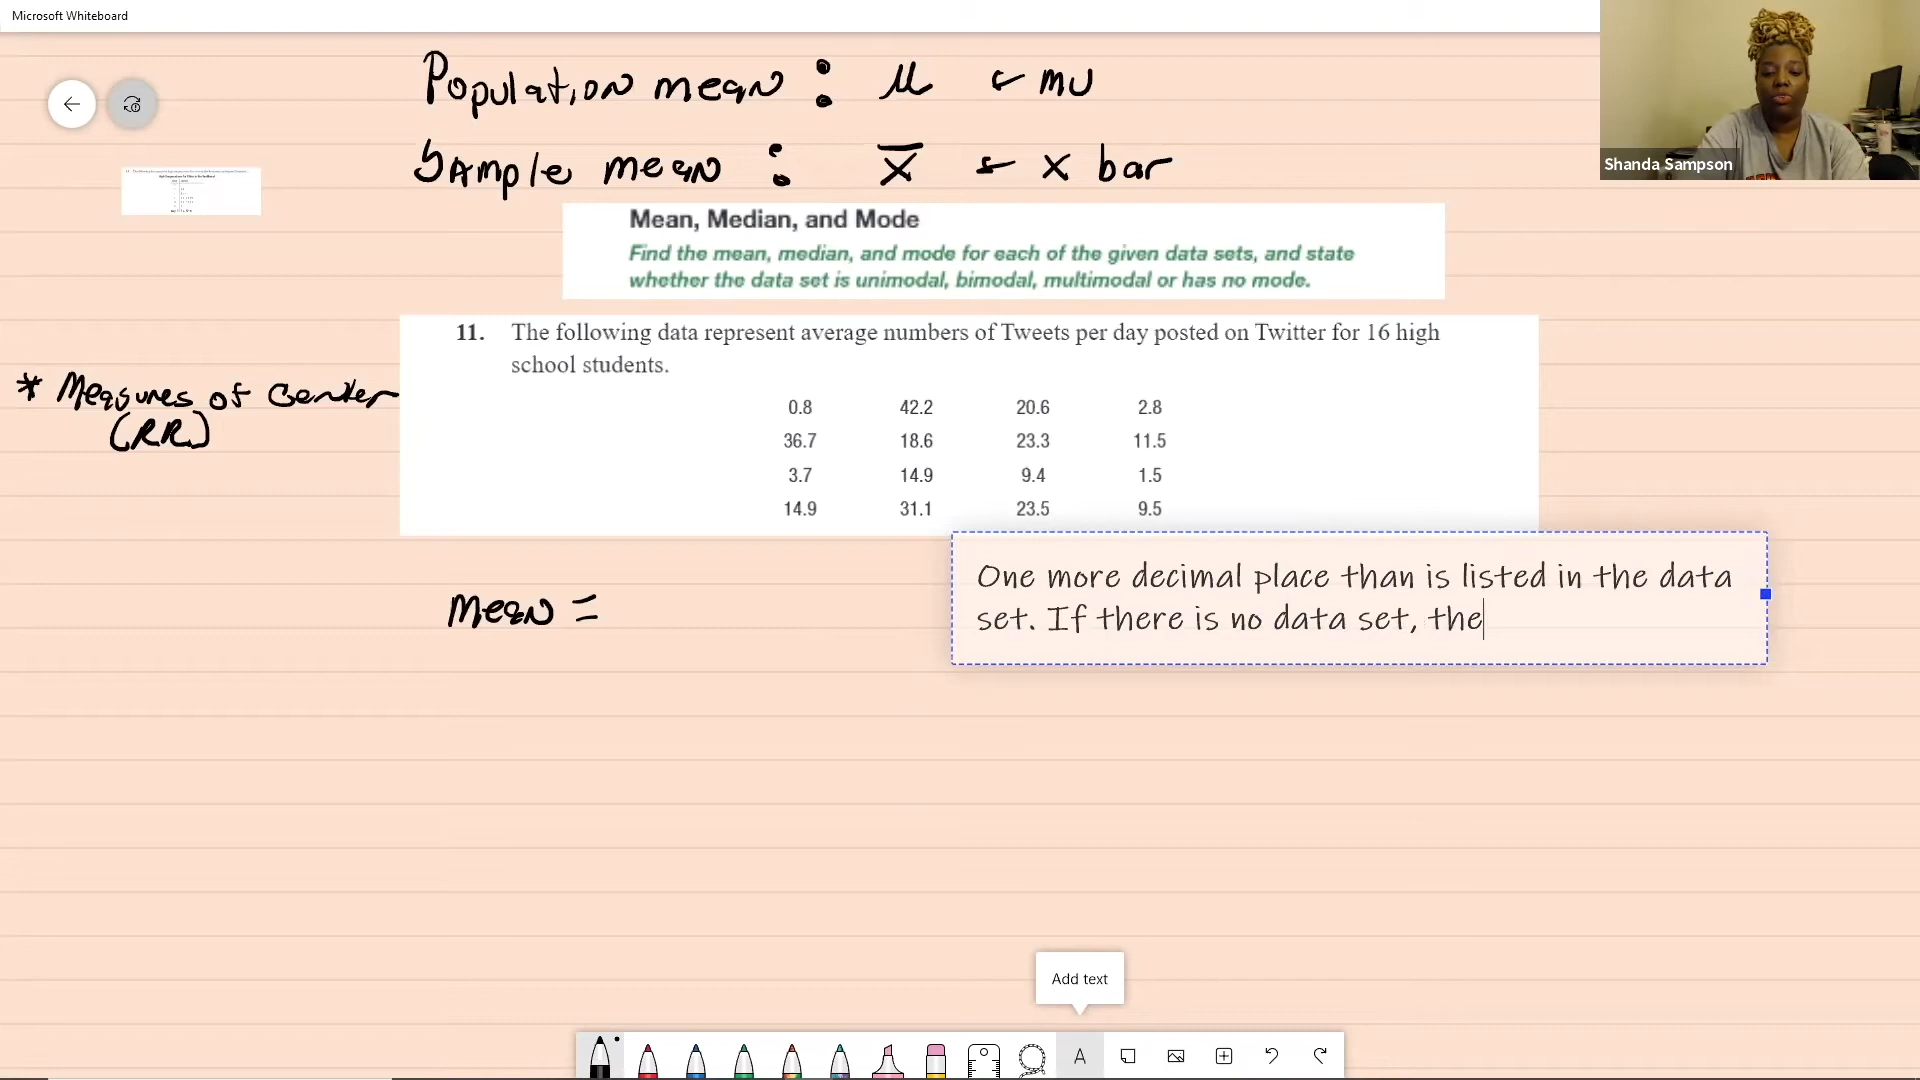 Microsoft Whiteboard
Population mean : μ ← mu
Sample mean : x̄ ← x bar
Shanda Sampson
Mean, Median, and Mode
Find the mean, median, and mode for each of the given data sets, and state
whether the data set is unimodal, bimodal, multimodal or has no mode.
11. The following data represent average numbers of Tweets per day posted on Twitter for 16 high
school students.
* Measures of Center
(RR)
0.8 42.2 20.6 2.8
36.7 18.6 23.3 11.5
3.7 14.9 9.4 1.5
14.9 31.1 23.5 9.5
One more decimal place than is listed in the data
set. If there is no data set, the
Mean =
Add text
A